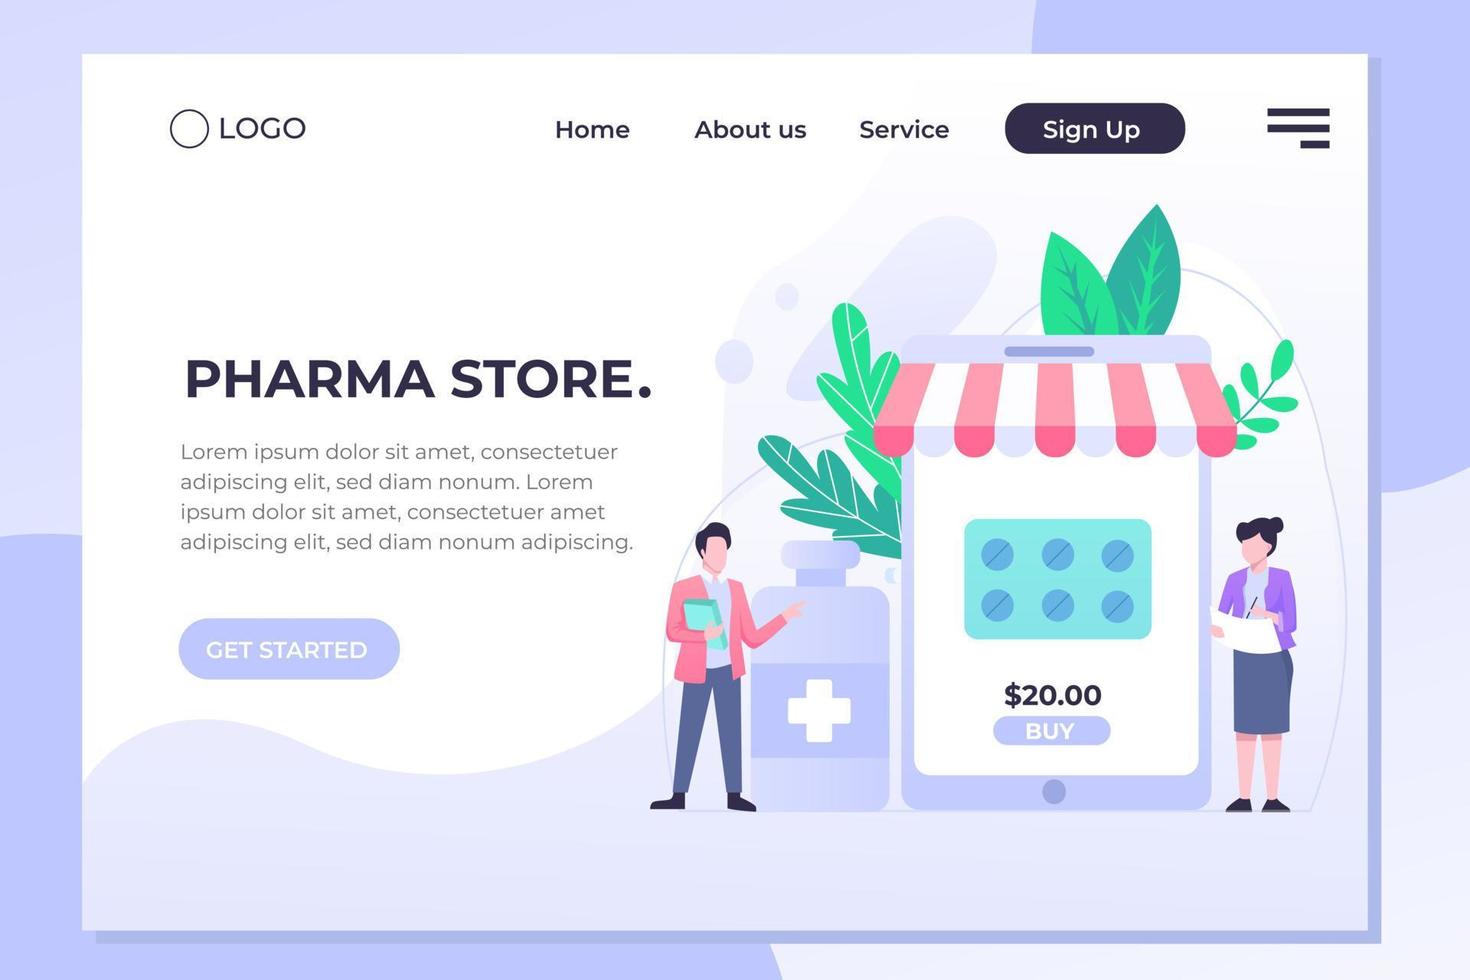 LOGO
Home
About us
Service
Sign Up
PHARMA STORE.
Lorem ipsum dolor sit amet, consectetuer
adipiscing elit, sed diam nonum. Lorem
ipsum dolor sit amet, consectetuer amet
adipiscing elit, sed diam nonum adipiscing.
GET STARTED
$20.00
BUY